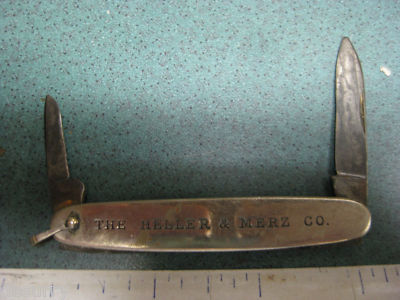 THE HELLER & MERZ CO.